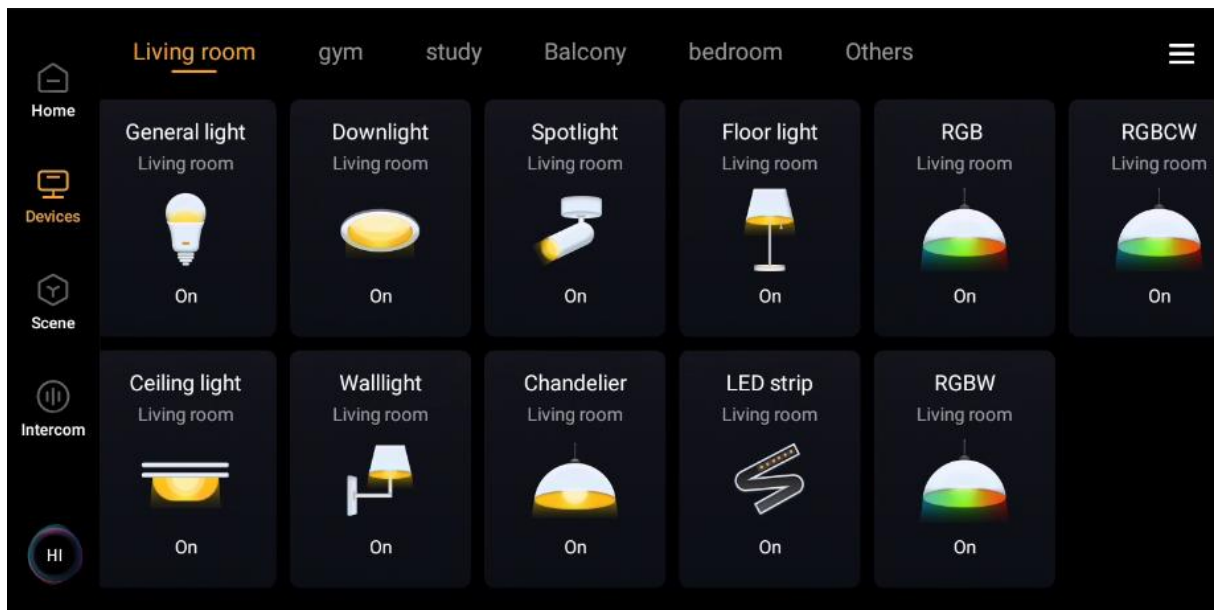 Living room
gym
study
Balcony
bedroom
Others
Home
Devices
Scene
Intercom
HI
General light
Living room
On
Downlight
Living room
On
Spotlight
Living room
On
Floor light
Living room
On
RGB
Living room
On
RGBCW
Living room
On
Ceiling light
Living room
On
Walllight
Living room
On
Chandelier
Living room
On
LED strip
Living room
On
RGBW
Living room
On